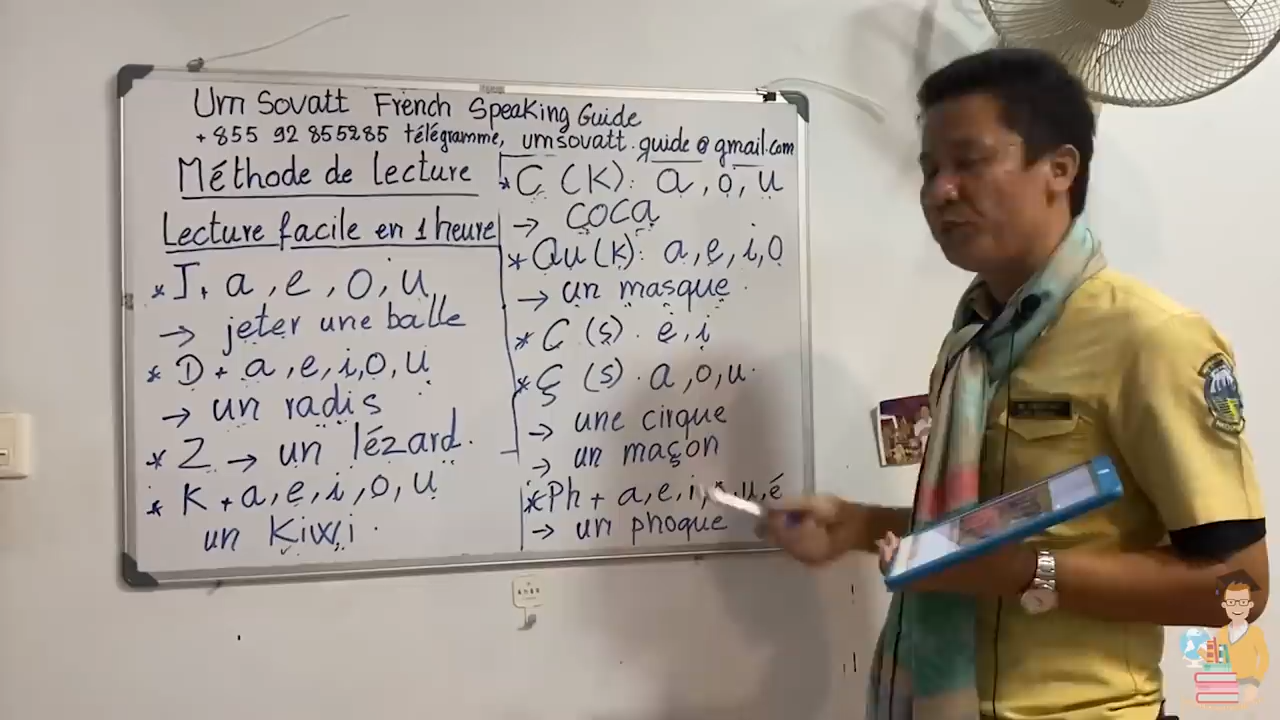 Um Sovatt French Speaking Guide
+ 855 92 855285 télégramme, umsovatt.guide@gmail.com
Méthode de lecture
Lecture facile en 1 heure
* J + a, e, o, u
→ jeter une balle
* D + a, e, i, o, u
→ un radis
* Z → un lézard.
* K + a, e, i, o, u
un Kiwi.
* C (K): a, o, u
→ coca
* Qu (k): a, e, i, o
→ un masque.
* C (s). e, i
* Ç (s). a, o, u.
→ une cirque
→ un maçon
* Ph + a, e, i, o, u, é
→ un phoque